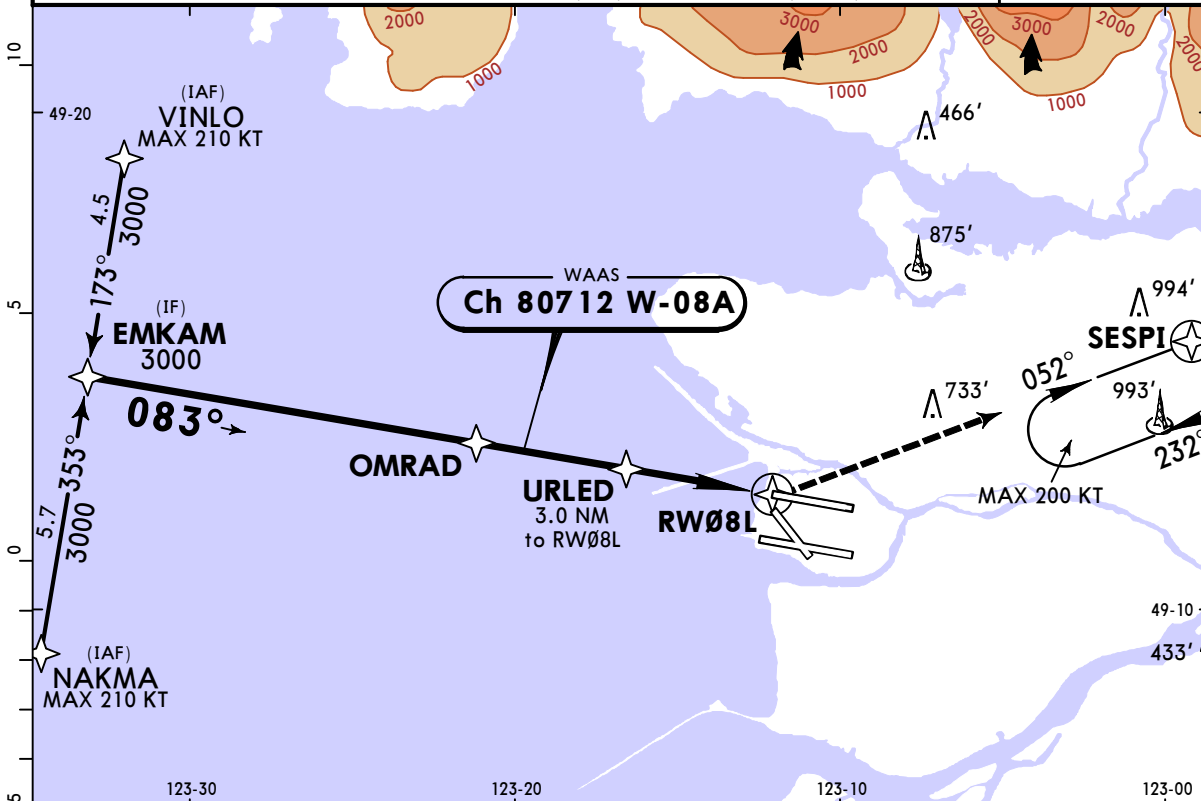 2000
3000
2000
3000
2000
2000
2000
1000
1000
1000
10
49-20
(IAF)
VINLO
MAX 210 KT
466'
4.5
3000
173°
875'
WAAS
Ch 80712 W-08A
5
(IF)
EMKAM
3000
994'
SESPI
052°
083°
733'
993'
232°
353°
3000
5.7
OMRAD
URLED
3.0 NM
to RWØ8L
MAX 200 KT
RWØ8L
0
49-10
433'
(IAF)
NAKMA
MAX 210 KT
5
123-30
123-20
123-10
123-00